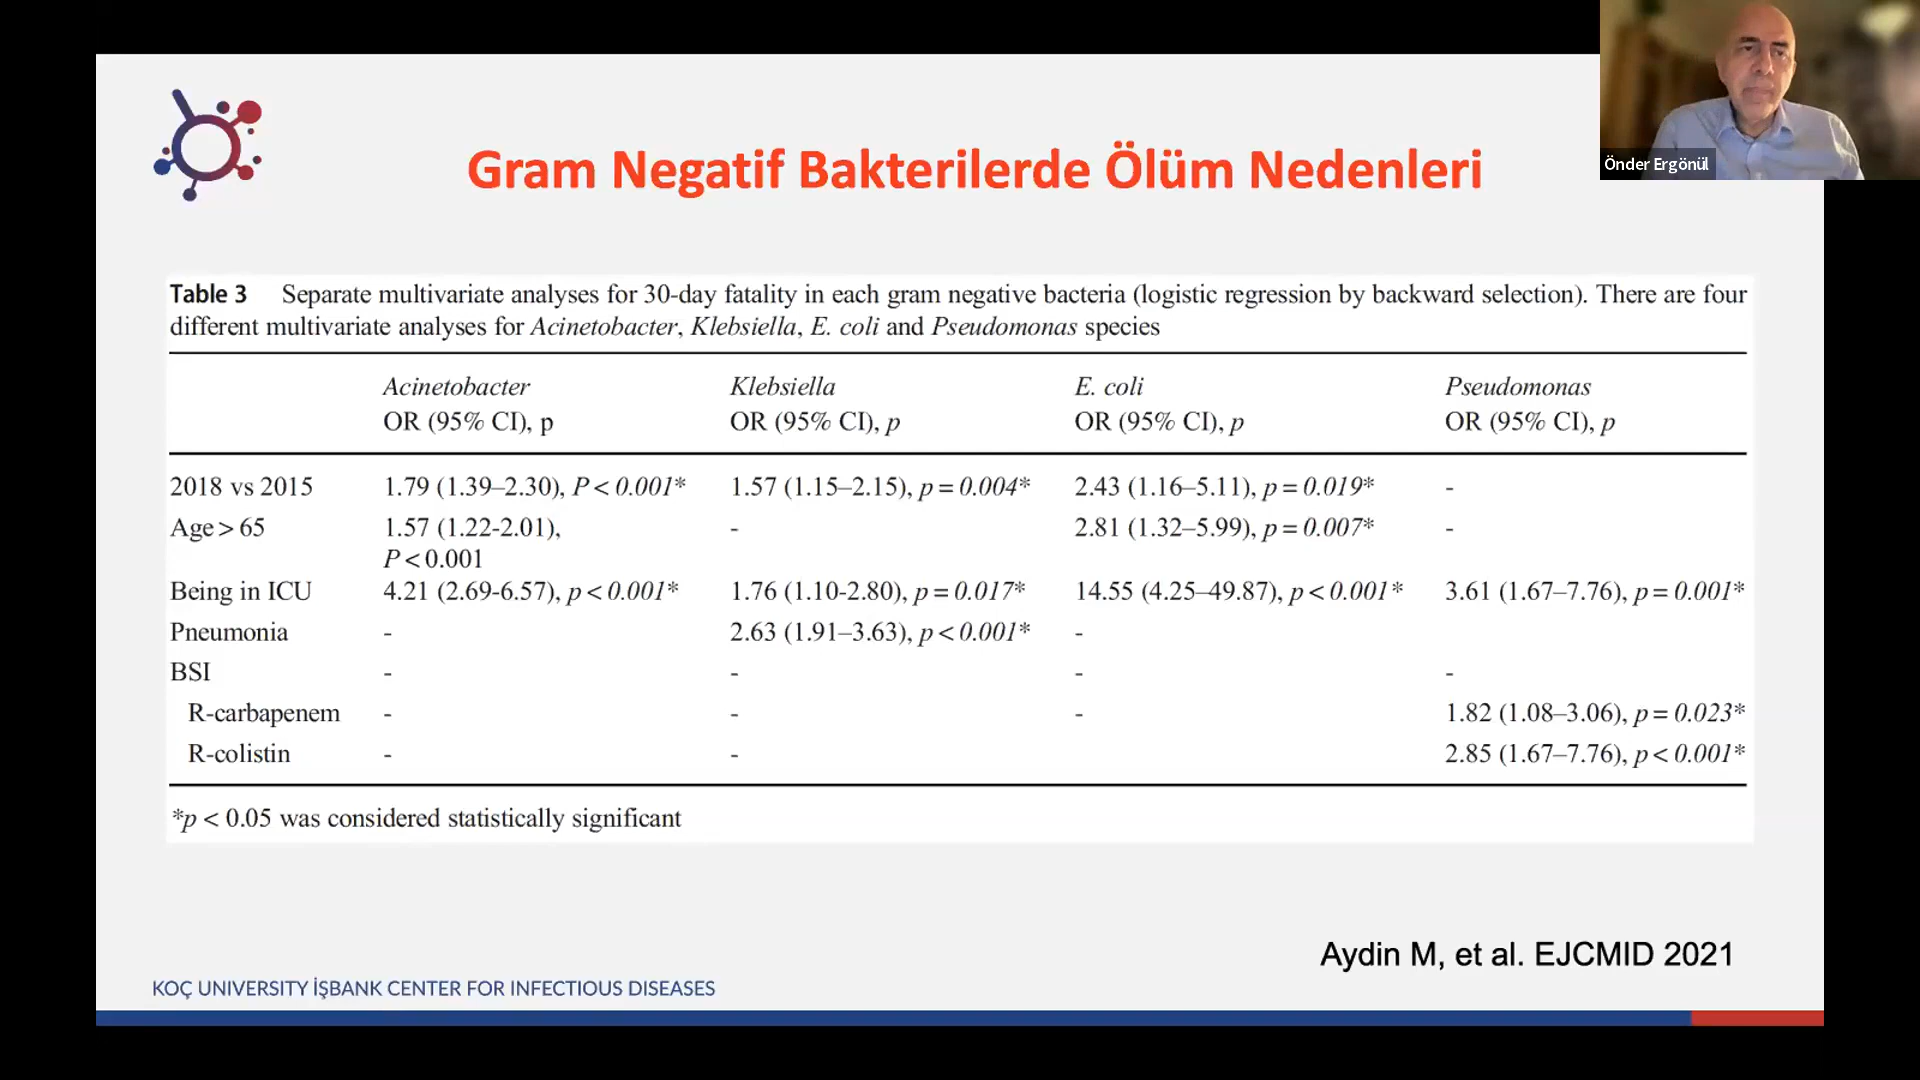 Önder Ergönül
Gram Negatif Bakterilerde Ölüm Nedenleri
Table 3 Separate multivariate analyses for 30-day fatality in each gram negative bacteria (logistic regression by backward selection). There are four
different multivariate analyses for Acinetobacter, Klebsiella, E. coli and Pseudomonas species
Acinetobacter Klebsiella E. coli Pseudomonas
OR (95% CI), p OR (95% CI), p OR (95% CI), p OR (95% CI), p
2018 vs 2015 1.79 (1.39–2.30), P < 0.001* 1.57 (1.15–2.15), p = 0.004* 2.43 (1.16–5.11), p = 0.019* -
Age > 65 1.57 (1.22-2.01), - 2.81 (1.32–5.99), p = 0.007* -
P < 0.001
Being in ICU 4.21 (2.69-6.57), p < 0.001* 1.76 (1.10-2.80), p = 0.017* 14.55 (4.25–49.87), p < 0.001* 3.61 (1.67–7.76), p = 0.001*
Pneumonia - 2.63 (1.91–3.63), p < 0.001* -
BSI - - - -
R-carbapenem - - - 1.82 (1.08–3.06), p = 0.023*
R-colistin - - 2.85 (1.67–7.76), p < 0.001*
*p < 0.05 was considered statistically significant
Aydin M, et al. EJCMID 2021
KOÇ UNIVERSITY İŞBANK CENTER FOR INFECTIOUS DISEASES